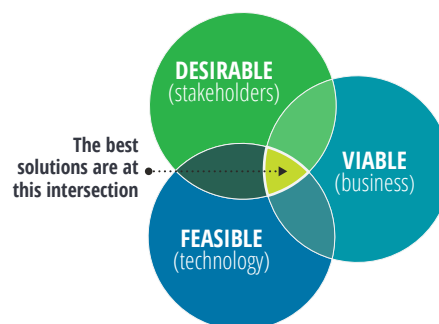 DESIRABLE
(stakeholders)
The best
solutions are at
this intersection
VIABLE
(business)
FEASIBLE
(technology)